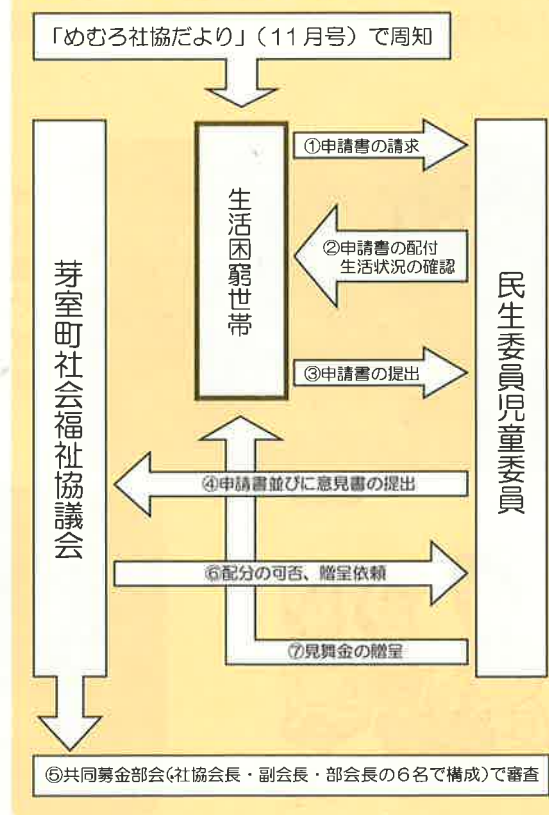 「めむろ社協だより」（11月号）で周知
生活困窮世帯
芽室町社会福祉協議会
民生委員児童委員
①申請書の請求
②申請書の配付
生活状況の確認
③申請書の提出
④申請書並びに意見書の提出
⑥配分の可否、贈呈依頼
⑦見舞金の贈呈
⑤共同募金部会(社協会長・副会長・部会長の６名で構成)で審査